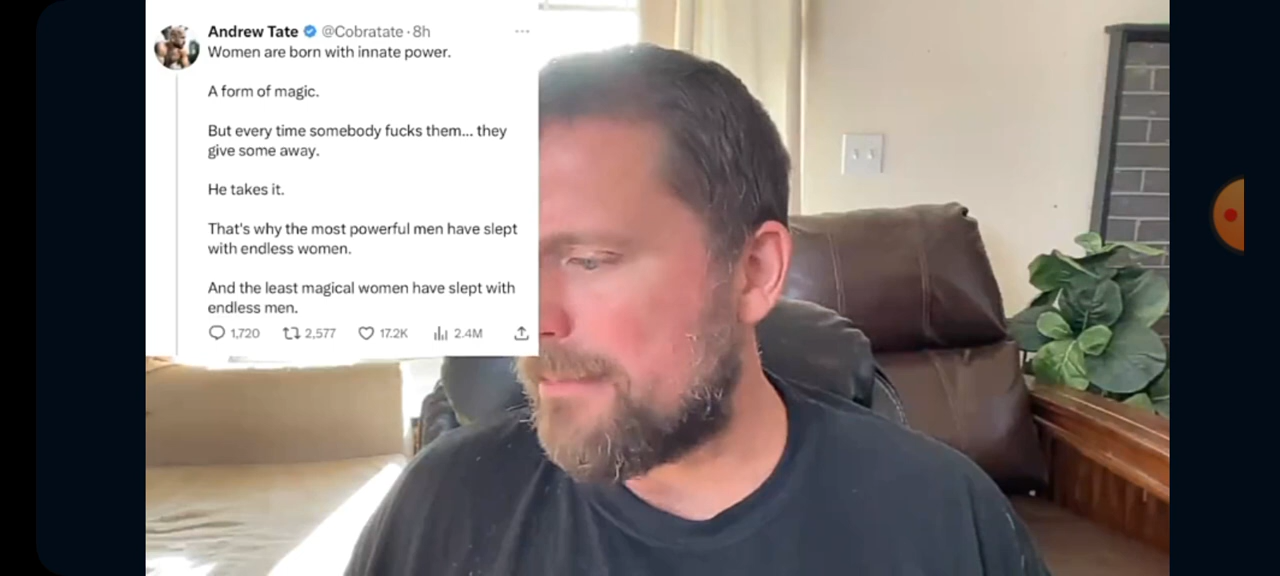 Andrew Tate @Cobratate · 8h
Women are born with innate power.
A form of magic.
But every time somebody fucks them... they
give some away.
He takes it.
That's why the most powerful men have slept
with endless women.
And the least magical women have slept with
endless men.
1,720 2,577 17.2K 2.4M